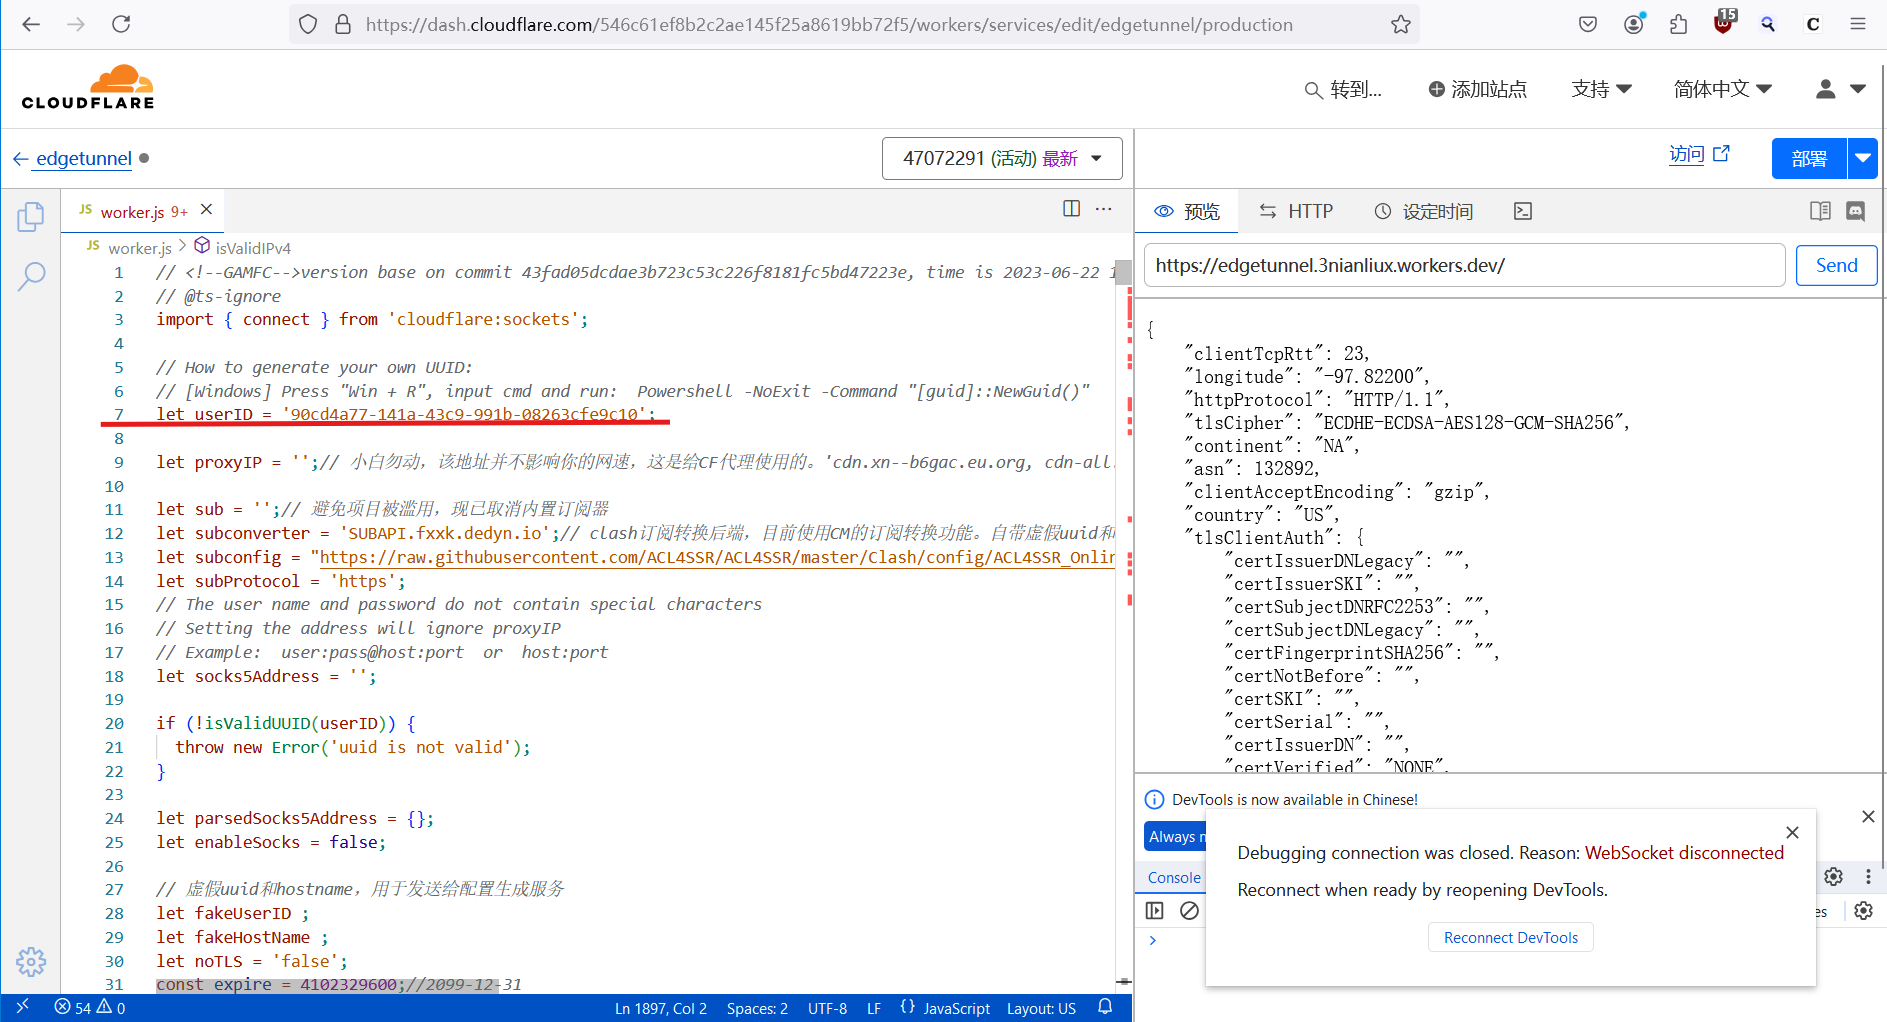 https://dash.cloudflare.com/546c61ef8b2c2ae145f25a8619bb72f5/workers/services/edit/edgetunnel/production
15
C
CLOUDFLARE
转到...
添加站点
支持
简体中文
edgetunnel
47072291 (活动) 最新
访问
部署
JS worker.js 9+
JS worker.js > isValidIPv4
1 // <!--GAMFC-->version base on commit 43fad05dcdae3b723c53c226f8181fc5bd47223e, time is 2023-06-22 1
2 // @ts-ignore
3 import { connect } from 'cloudflare:sockets';
4
5 // How to generate your own UUID:
6 // [Windows] Press "Win + R", input cmd and run:  Powershell -NoExit -Command "[guid]::NewGuid()"
7 let userID = '90cd4a77-141a-43c9-991b-08263cfe9c10';
8
9 let proxyIP = '';// 小白勿动，该地址并不影响你的网速，这是给CF代理使用的。'cdn.xn--b6gac.eu.org, cdn-all.
10
11 let sub = '';// 避免项目被滥用，现已取消内置订阅器
12 let subconverter = 'SUBAPI.fxxk.dedyn.io';// clash订阅转换后端，目前使用CM的订阅转换功能。自带虚假uuid和
13 let subconfig = "https://raw.githubusercontent.com/ACL4SSR/ACL4SSR/master/Clash/config/ACL4SSR_Onlin
14 let subProtocol = 'https';
15 // The user name and password do not contain special characters
16 // Setting the address will ignore proxyIP
17 // Example:  user:pass@host:port  or  host:port
18 let socks5Address = '';
19
20 if (!isValidUUID(userID)) {
21 throw new Error('uuid is not valid');
22 }
23
24 let parsedSocks5Address = {};
25 let enableSocks = false;
26
27 // 虚假uuid和hostname，用于发送给配置生成服务
28 let fakeUserID ;
29 let fakeHostName ;
30 let noTLS = 'false';
31 const expire = 4102329600;//2099-12-31
54 0
Ln 1897, Col 2
Spaces: 2
UTF-8
LF
{} JavaScript
Layout: US
预览
HTTP
设定时间
https://edgetunnel.3nianliux.workers.dev/
Send
{
"clientTcpRtt": 23,
"longitude": "-97.82200",
"httpProtocol": "HTTP/1.1",
"tlsCipher": "ECDHE-ECDSA-AES128-GCM-SHA256",
"continent": "NA",
"asn": 132892,
"clientAcceptEncoding": "gzip",
"country": "US",
"tlsClientAuth": {
"certIssuerDNLegacy": "",
"certIssuerSKI": "",
"certSubjectDNRFC2253": "",
"certSubjectDNLegacy": "",
"certFingerprintSHA256": "",
"certNotBefore": "",
"certSKI": "",
"certSerial": "",
"certIssuerDN": "",
"certVerified": "NONE",
DevTools is now available in Chinese!
Always m
Console
es
Debugging connection was closed. Reason: WebSocket disconnected
Reconnect when ready by reopening DevTools.
Reconnect DevTools